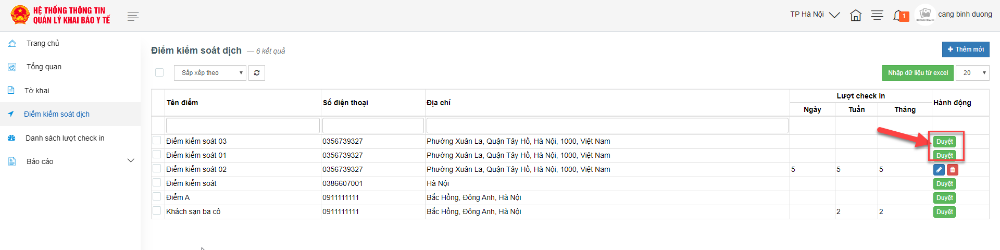 HỆ THỐNG THÔNG TIN
QUẢN LÝ KHAI BÁO Y TẾ
TP Hà Nội
1
KHÔNG CÓ ẢNH
cang binh duong
Trang chủ
Tổng quan
Tờ khai
Điểm kiểm soát dịch
Danh sách lượt check in
Báo cáo
Điểm kiểm soát dịch — 6 kết quả
Thêm mới
Sắp xếp theo
Nhập dữ liệu từ excel
20
Tên điểm Số điện thoại Địa chỉ Lượt check in Hành động
Ngày Tuần Tháng
Điểm kiểm soát 03 0356739327 Phường Xuân La, Quận Tây Hồ, Hà Nội, 1000, Việt Nam Duyệt
Điểm kiểm soát 01 0356739327 Phường Xuân La, Quận Tây Hồ, Hà Nội, 1000, Việt Nam Duyệt
Điểm kiểm soát 02 0356739327 Phường Xuân La, Quận Tây Hồ, Hà Nội, 1000, Việt Nam 5 5 5
Điểm kiểm soát 0386607001 Hà Nội Duyệt
Điểm A 0911111111 Bắc Hồng, Đông Anh, Hà Nội Duyệt
Khách sạn ba cô 0911111111 Bắc Hồng, Đông Anh, Hà Nội 2 2 Duyệt